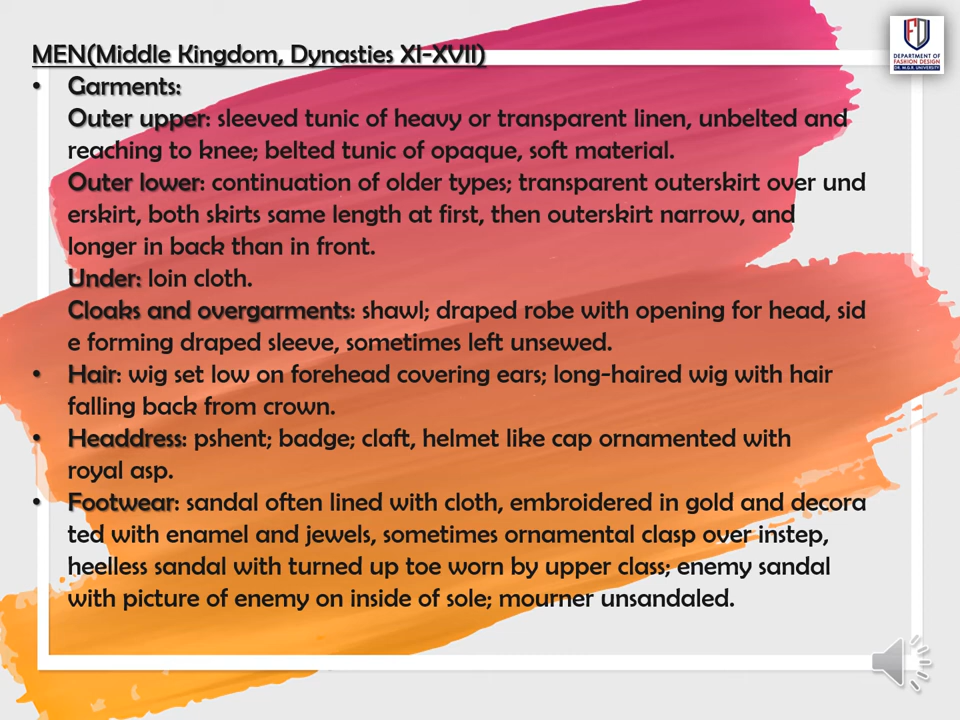 MEN(Middle Kingdom, Dynasties XI-XVII)
• Garments:
Outer upper: sleeved tunic of heavy or transparent linen, unbelted and
reaching to knee; belted tunic of opaque, soft material.
Outer lower: continuation of older types; transparent outerskirt over und
erskirt, both skirts same length at first, then outerskirt narrow, and
longer in back than in front.
Under: loin cloth.
Cloaks and overgarments: shawl; draped robe with opening for head, sid
e forming draped sleeve, sometimes left unsewed.
• Hair: wig set low on forehead covering ears; long-haired wig with hair
falling back from crown.
• Headdress: pshent; badge; claft, helmet like cap ornamented with
royal asp.
• Footwear: sandal often lined with cloth, embroidered in gold and decora
ted with enamel and jewels, sometimes ornamental clasp over instep,
heelless sandal with turned up toe worn by upper class; enemy sandal
with picture of enemy on inside of sole; mourner unsandaled.
DEPARTMENT OF
FASHION DESIGN
DR. M.G.R. UNIVERSITY